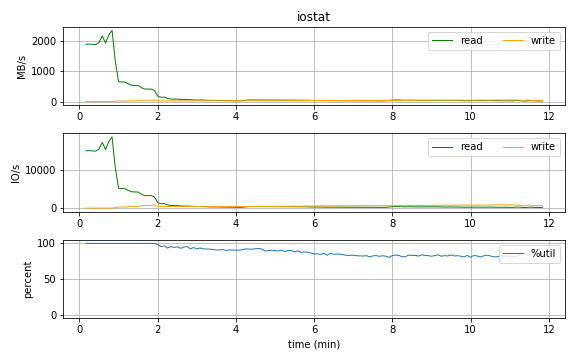 iostat
MB/s
2000
1000
0
read write
0 2 4 6 8 10 12
IO/s
10000
0
read write
0 2 4 6 8 10 12
percent
100
50
0
%util
0 2 4 6 8 10 12
time (min)